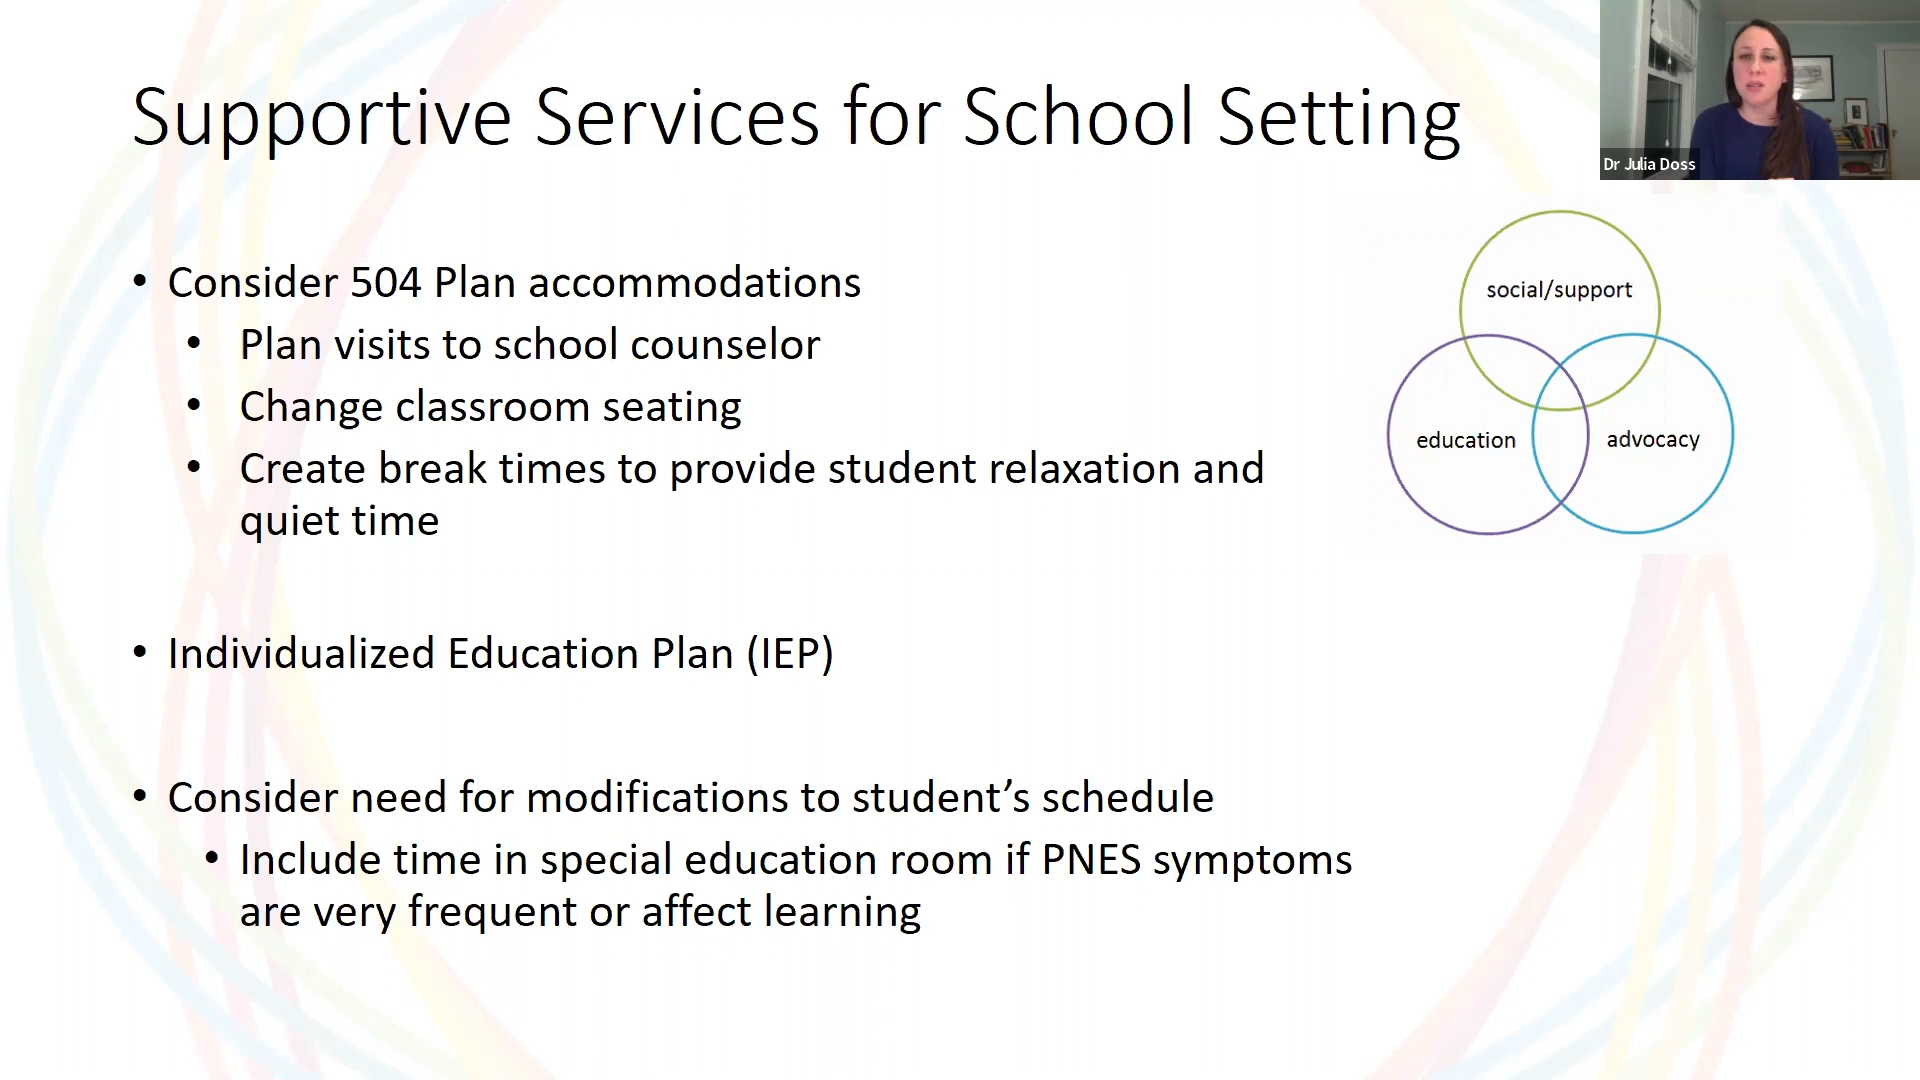 Supportive Services for School Setting
Dr Julia Doss
• Consider 504 Plan accommodations
• Plan visits to school counselor
• Change classroom seating
• Create break times to provide student relaxation and
quiet time
• Individualized Education Plan (IEP)
• Consider need for modifications to student’s schedule
• Include time in special education room if PNES symptoms
are very frequent or affect learning
social/support
education
advocacy